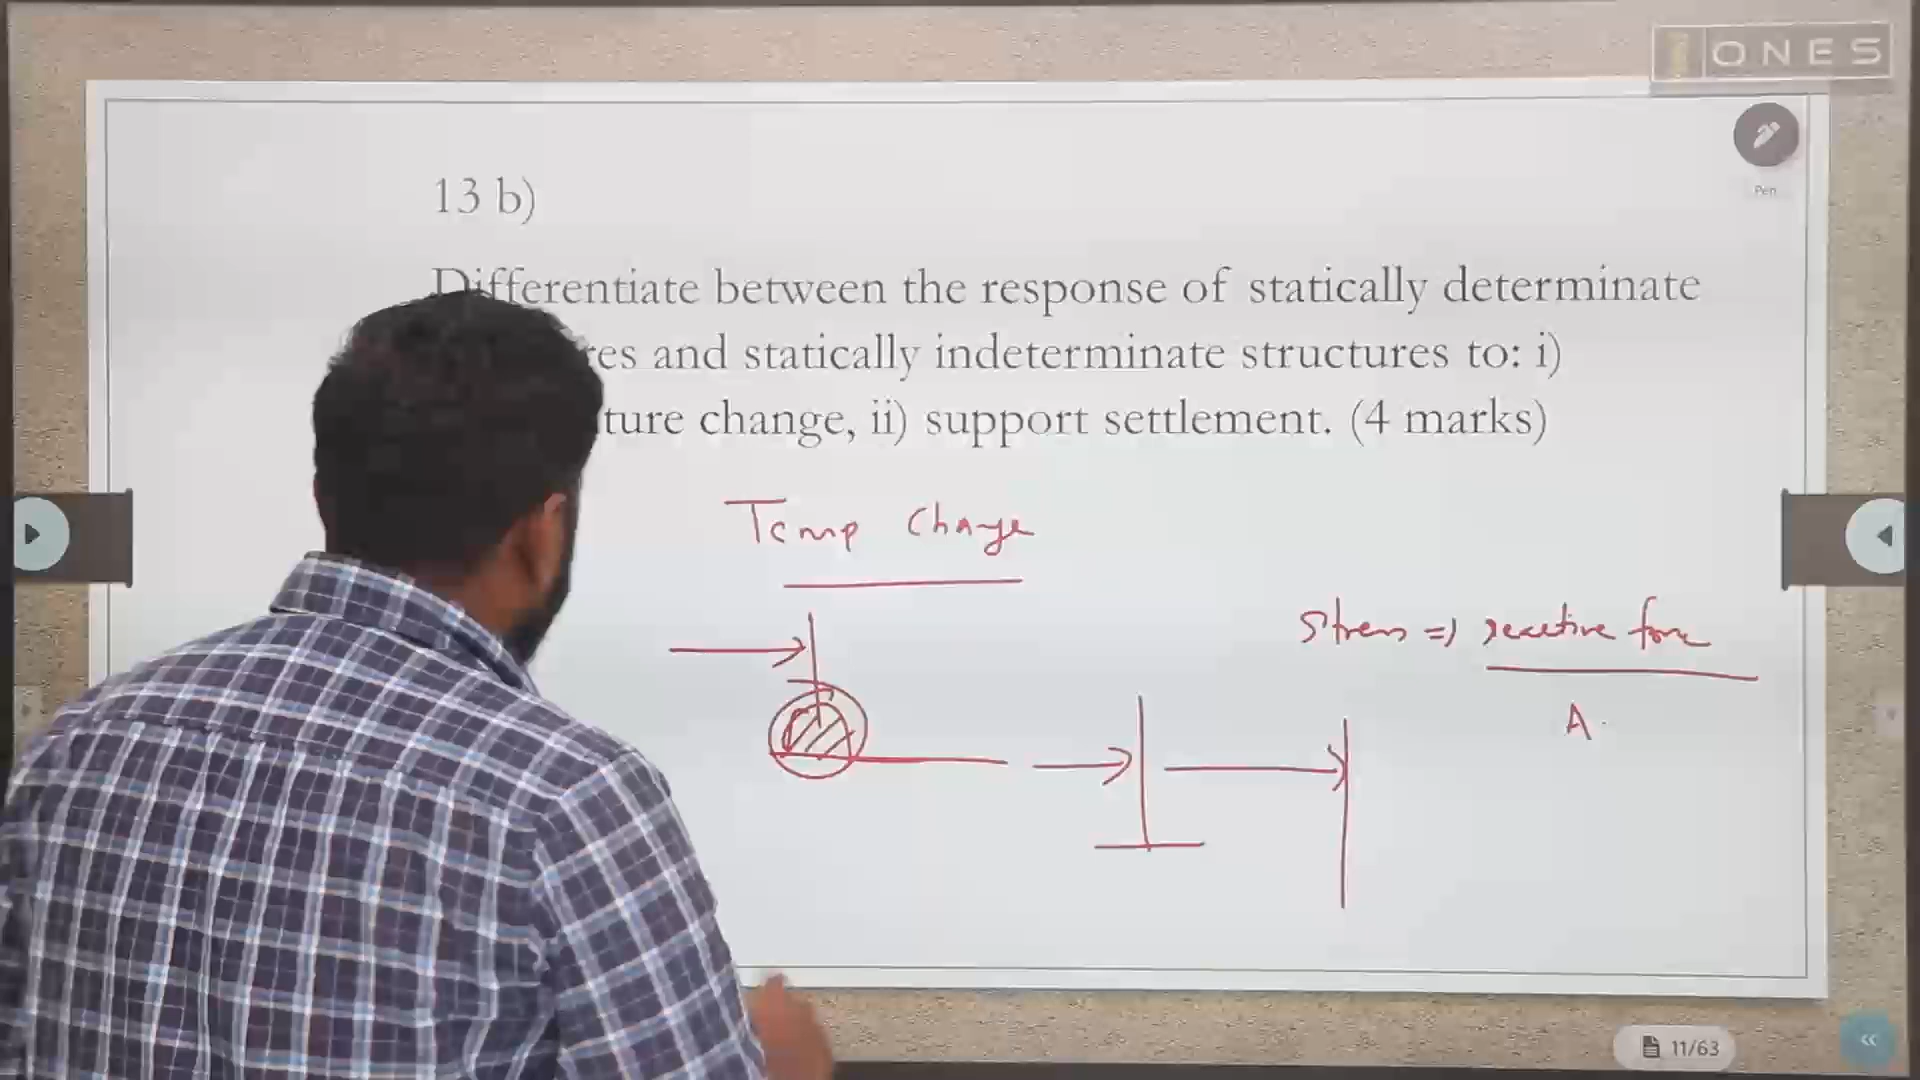 ONES
Pen
13 b)
Differentiate between the response of statically determinate
es and statically indeterminate structures to: i)
ture change, ii) support settlement. (4 marks)
Temp Change
Stress => reactive force
A
11/63